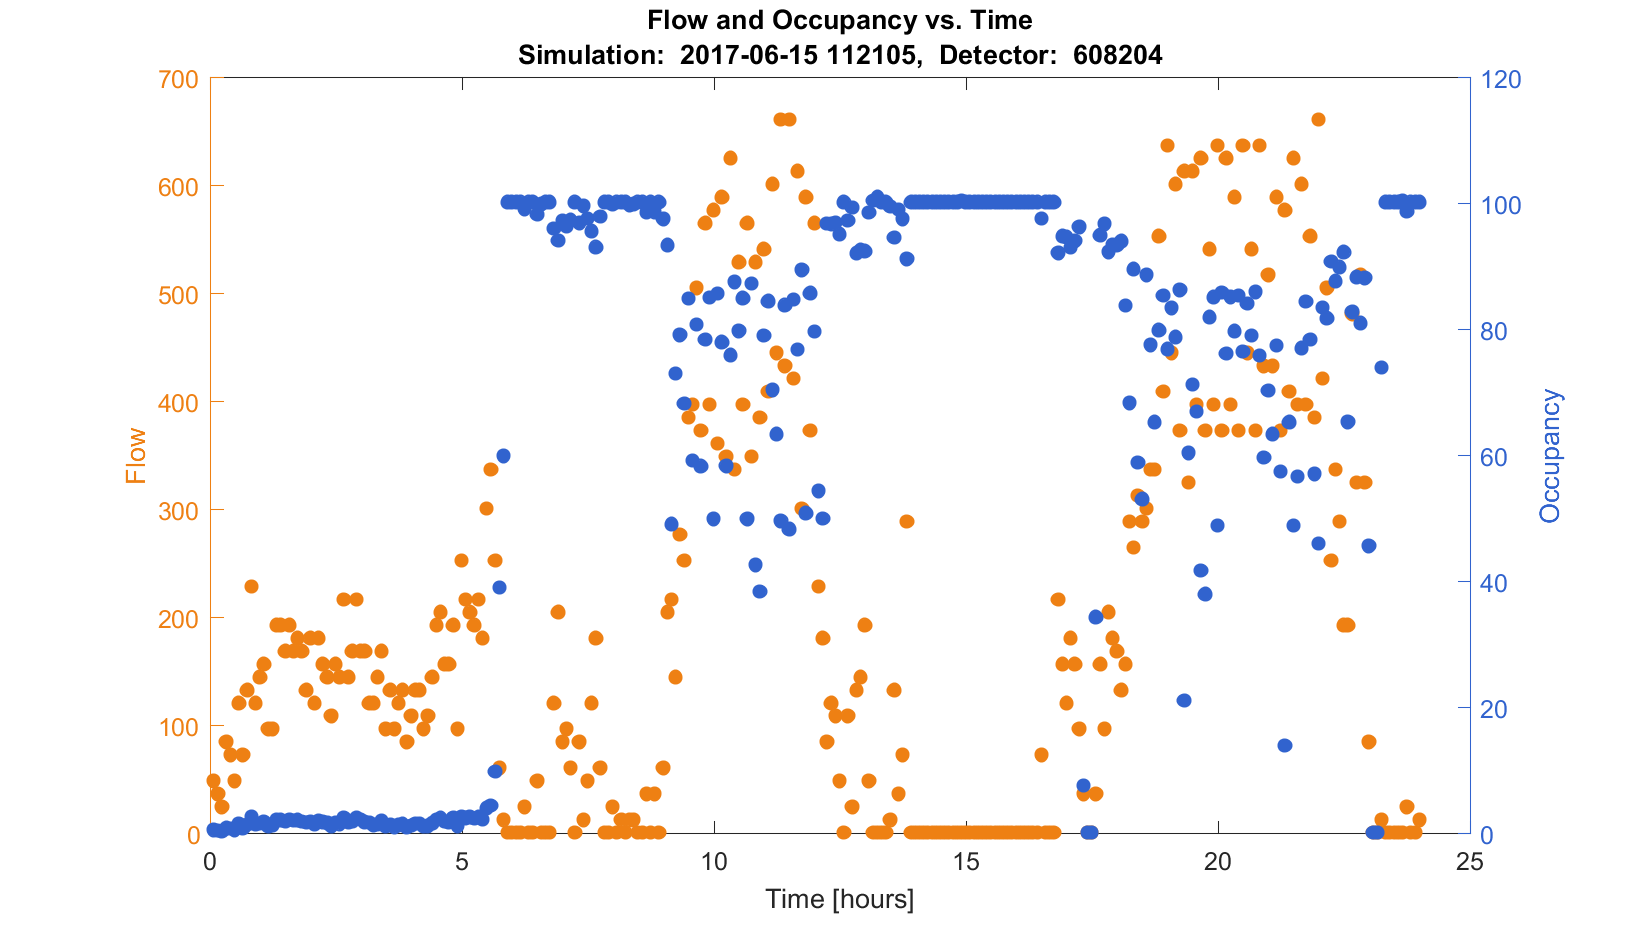 Flow and Occupancy vs. Time
Simulation: 2017-06-15 112105, Detector: 608204
700
600
500
400
300
200
100
0
Flow
120
100
80
60
40
20
0
Occupancy
0 5 10 15 20 25
Time [hours]